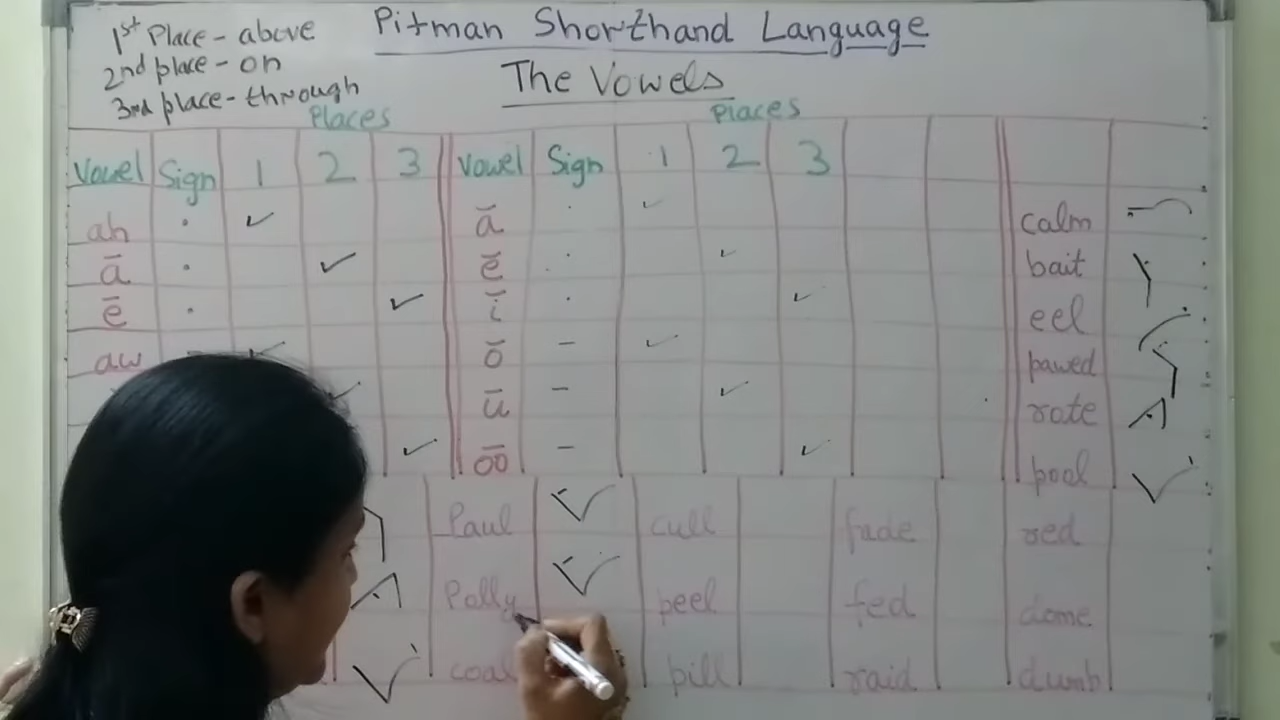 1st Place - above
2nd place - on
3rd place - through
Pitman Shorthand Language
The Vowels
Places Places
Vowel Sign 1 2 3 Vowel Sign 1 2 3
ah . ✓ ā . ✓ calm
ā . ✓ ĕ . ✓ bait
ē . ✓ ĭ . ✓ eel
aw ✓ ō - ✓ pawed
✓ ū - ✓ rote
✓ ōō - ✓ pool
Paul cull fade red
Polly peel fed dome
coal pill raid dumb